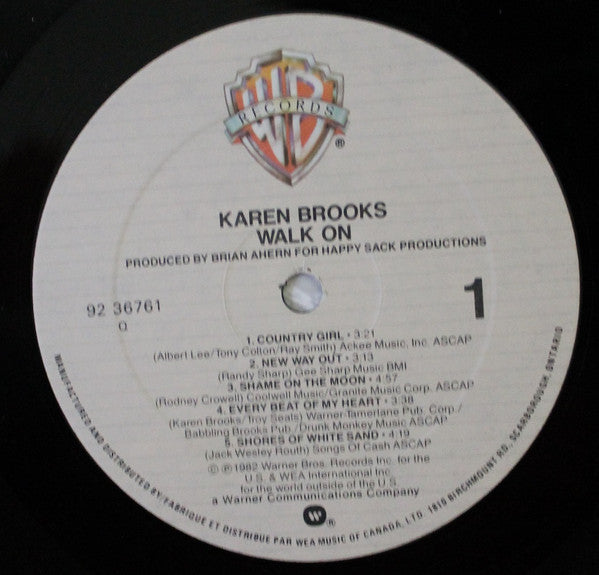 WB
RECORDS
®
KAREN BROOKS
WALK ON
PRODUCED BY BRIAN AHERN FOR HAPPY SACK PRODUCTIONS
92 36761
0
1
1. COUNTRY GIRL • 3:21
(Albert Lee/Tony Colton/Ray Smith) Ackee Music, Inc. ASCAP
2. NEW WAY OUT • 3:13
(Randy Sharp) Gee Sharp Music BMI
3. SHAME ON THE MOON • 4:57
(Rodney Crowell) Coolwell Music/Granite Music Corp. ASCAP
4. EVERY BEAT OF MY HEART • 3:38
(Karen Brooks/Troy Seals) Warner-Tamerlane Pub. Corp./
Babbling Brooks Pub./Drunk Monkey Music ASCAP
5. SHORES OF WHITE SAND • 4:19
(Jack Wesley Routh) Songs Of Cash ASCAP
© ℗ 1982 Warner Bros. Records Inc. for the
U.S. & WEA International Inc.
for the world outside of the U.S.
a Warner Communications Company
W ®
MANUFACTURED AND DISTRIBUTED BY/FABRIQUE ET DISTRIBUE PAR WEA MUSIC OF CANADA, LTD. 1810 BIRCHMOUNT RD. SCARBOROUGH, ONTARIO